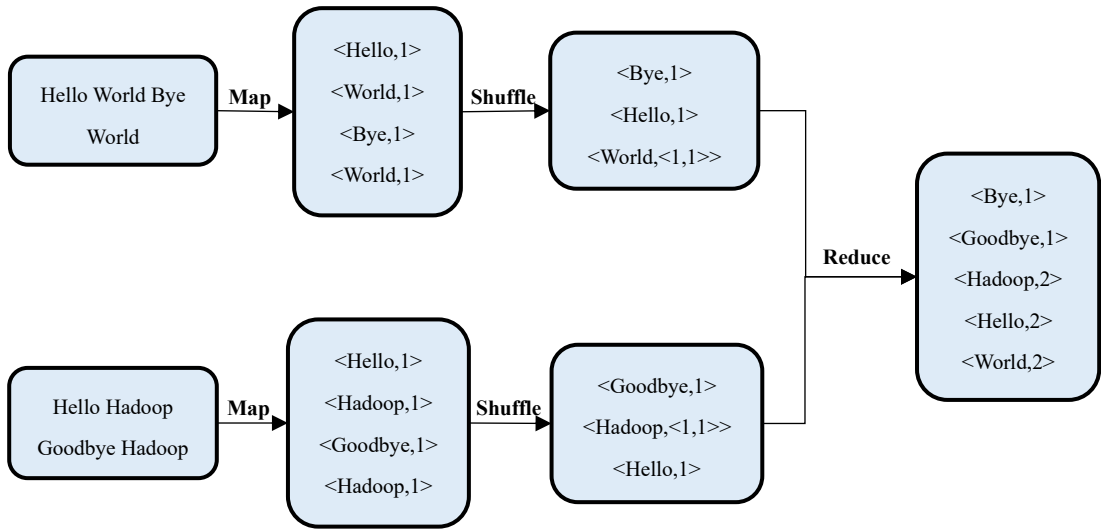 Hello World Bye
World
Map
<Hello,1>
<World,1>
<Bye,1>
<World,1>
Shuffle
<Bye,1>
<Hello,1>
<World,<1,1>>
Hello Hadoop
Goodbye Hadoop
Map
<Hello,1>
<Hadoop,1>
<Goodbye,1>
<Hadoop,1>
Shuffle
<Goodbye,1>
<Hadoop,<1,1>>
<Hello,1>
Reduce
<Bye,1>
<Goodbye,1>
<Hadoop,2>
<Hello,2>
<World,2>